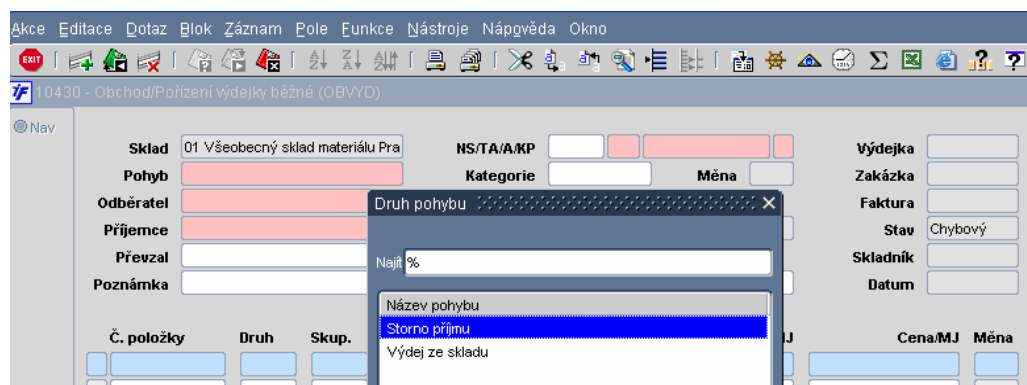 Akce Editace Dotaz Blok Záznam Pole Funkce Nástroje Nápověda Okno
EXIT
10430 - Obchod/Pořízení výdejky běžné (OBVYD)
Nav
Sklad 01 Všeobecný sklad materiálu Pra NS/TA/A/KP Výdejka
Pohyb Kategorie Měna Zakázka
Odběratel Druh pohybu Faktura
Příjemce Stav Chybový
Převzal Najít % Skladník
Poznámka Datum
Název pohybu
Storno příjmu
Č. položky Druh Skup. Cena/MJ Měna
Výdej ze skladu